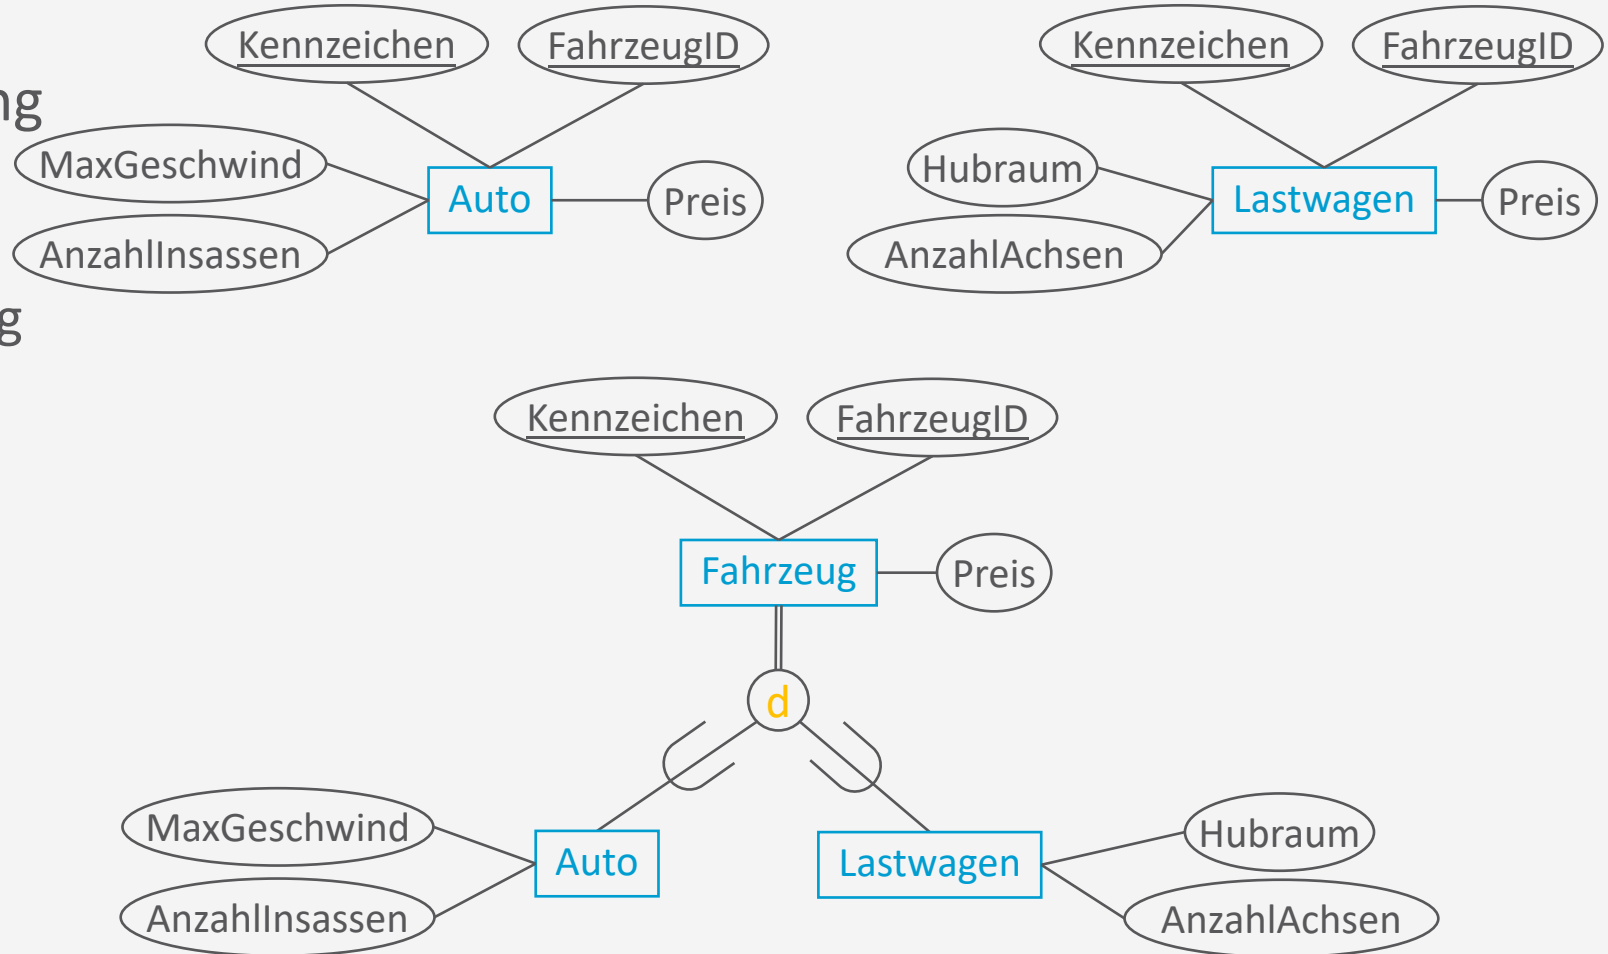 Kennzeichen
FahrzeugID
Kennzeichen
FahrzeugID
ng
MaxGeschwind
Auto
Preis
AnzahlInsassen
Hubraum
Lastwagen
Preis
AnzahlAchsen
g
Kennzeichen
FahrzeugID
Fahrzeug
Preis
d
MaxGeschwind
Auto
AnzahlInsassen
Lastwagen
Hubraum
AnzahlAchsen